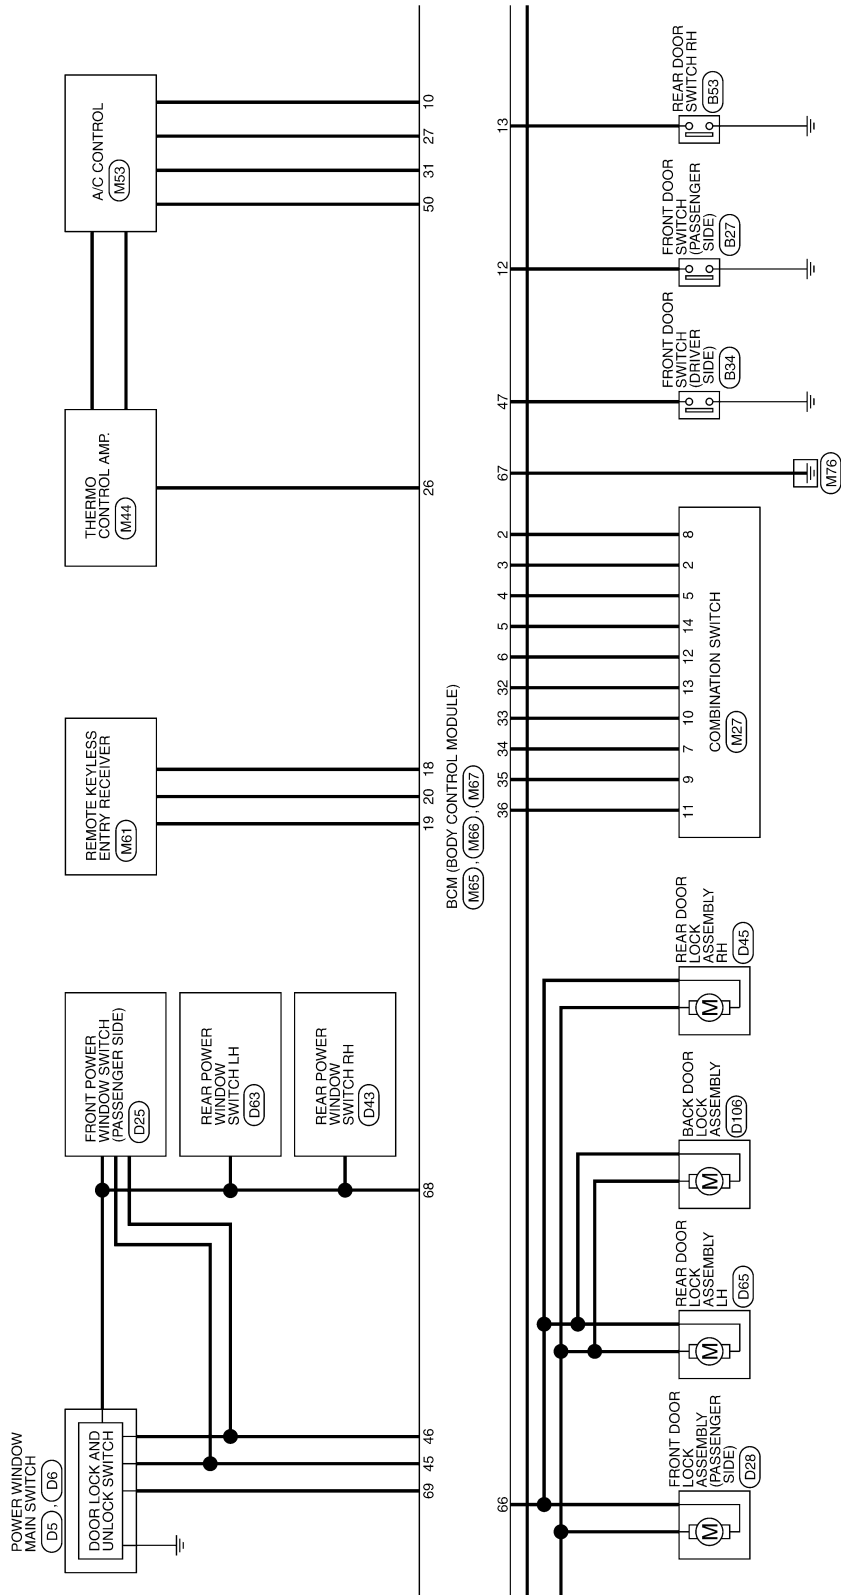 POWER WINDOW
MAIN SWITCH
D5 , D6
DOOR LOCK AND
UNLOCK SWITCH
69
45
46
FRONT POWER
WINDOW SWITCH
(PASSENGER SIDE)
D25
REAR POWER
WINDOW
SWITCH LH
D63
REAR POWER
WINDOW
SWITCH RH
D43
68
REMOTE KEYLESS
ENTRY RECEIVER
M61
19
20
18
THERMO
CONTROL AMP.
M44
26
A/C CONTROL
M53
50
31
27
10
BCM (BODY CONTROL MODULE)
M65 , M66 , M67
66
FRONT DOOR
LOCK
ASSEMBLY
(PASSENGER
SIDE)
D28
M
REAR DOOR
LOCK
ASSEMBLY
LH
D65
M
BACK DOOR
LOCK
ASSEMBLY
D106
M
REAR DOOR
LOCK
ASSEMBLY
RH
D45
M
36 35 34 33 32 6 5 4 3 2
11 9 7 10 13 12 14 5 2 8
COMBINATION SWITCH
M27
67
M76
47
FRONT DOOR
SWITCH
(DRIVER
SIDE)
B34
12
FRONT DOOR
SWITCH
(PASSENGER
SIDE)
B27
13
REAR DOOR
SWITCH RH
B53